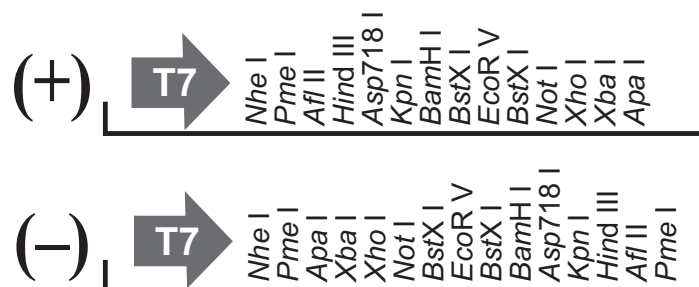 (+) T7 Nhe I Pme I Afl II Hind III Asp718 I Kpn I BamH I BstX I EcoR V BstX I Not I Xho I Xba I Apa I
(–) T7 Nhe I Pme I Apa I Xba I Xho I Not I BstX I EcoR V BstX I BamH I Asp718 I Kpn I Hind III Afl II Pme I